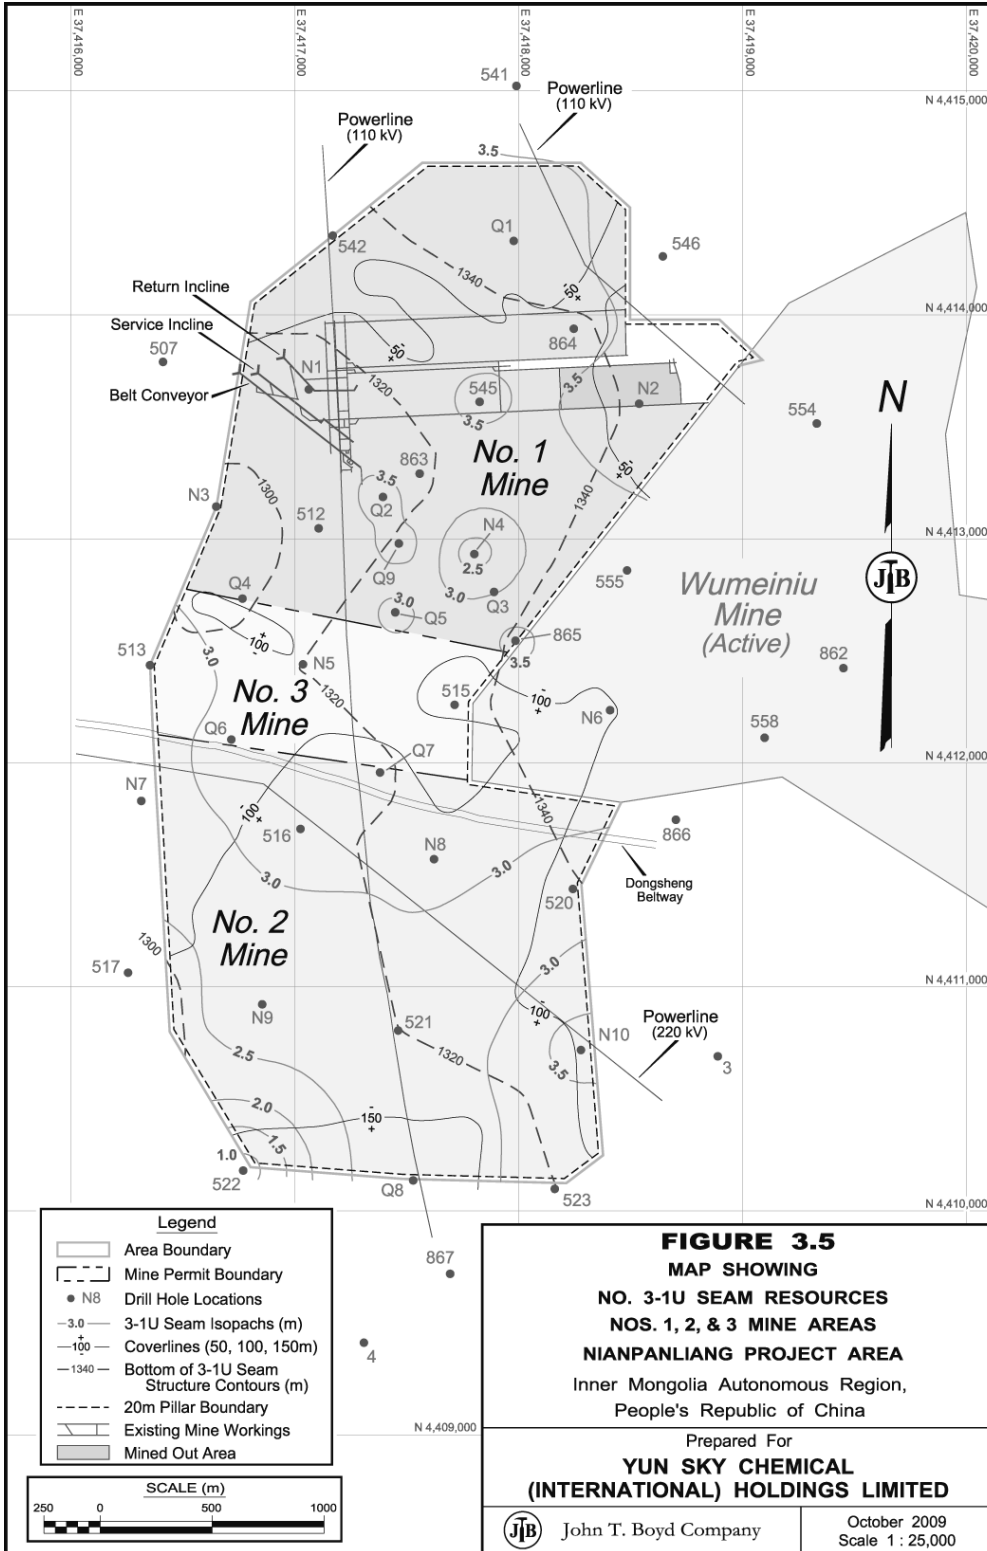 E 37,416,000
E 37,417,000
E 37,418,000
E 37,419,000
E 37,420,000
541
Powerline
(110 kV)
N 4,415,000
Powerline
(110 kV)
3.5
542
Q1
546
1340
Return Incline
-50+
N 4,414,000
Service Incline
507
864
-50+
N1
1320
Belt Conveyor
545
3.5
N2
3.5
554
N
No. 1
Mine
863
-50+
3.5
1300
N3
Q2
512
1340
N4
N 4,413,000
Q9
2.5
JTB
555
Wumeiniu
Mine
(Active)
Q4
3.0
Q3
3.0
Q5
+
100
-
865
513
3.0
N5
3.5
862
No. 3
Mine
1320
515
-
100
+
N6
558
Q6
Q7
N 4,412,000
N7
-
100
+
1340
516
N8
866
3.0
3.0
Dongsheng
Beltway
520
No. 2
Mine
1300
517
3.0
N 4,411,000
N9
-
100
+
Powerline
(220 kV)
521
N10
2.5
1320
3.5
3
2.0
-
150
+
1.5
1.0
522
Q8
523
N 4,410,000
867
4
N 4,409,000
Legend
Area Boundary
Mine Permit Boundary
N8 Drill Hole Locations
3.0 3-1U Seam Isopachs (m)
+
100
-
Coverlines (50, 100, 150m)
1340 Bottom of 3-1U Seam
Structure Contours (m)
20m Pillar Boundary
Existing Mine Workings
Mined Out Area
SCALE (m)
250 0 500 1000
FIGURE 3.5
MAP SHOWING
NO. 3-1U SEAM RESOURCES
NOS. 1, 2, & 3 MINE AREAS
NIANPANLIANG PROJECT AREA
Inner Mongolia Autonomous Region,
People's Republic of China
Prepared For
YUN SKY CHEMICAL
(INTERNATIONAL) HOLDINGS LIMITED
JTB John T. Boyd Company
October 2009
Scale 1 : 25,000